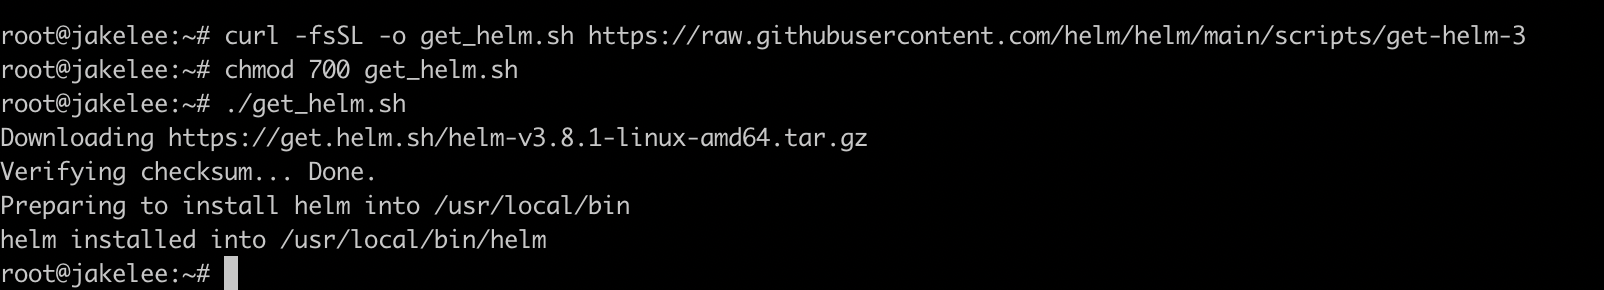 root@jakelee:~# curl -fsSL -o get_helm.sh https://raw.githubusercontent.com/helm/helm/main/scripts/get-helm-3
root@jakelee:~# chmod 700 get_helm.sh
root@jakelee:~# ./get_helm.sh
Downloading https://get.helm.sh/helm-v3.8.1-linux-amd64.tar.gz
Verifying checksum... Done.
Preparing to install helm into /usr/local/bin
helm installed into /usr/local/bin/helm
root@jakelee:~#